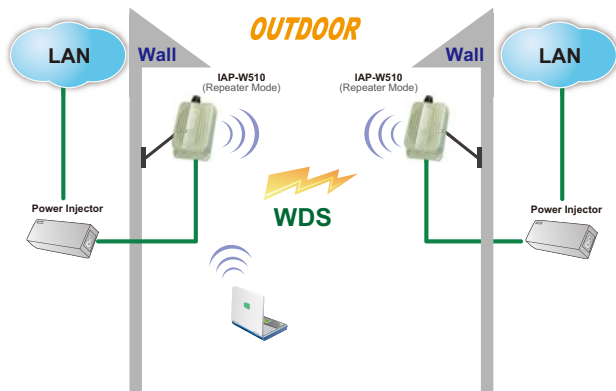 OUTDOOR
LAN
Wall
IAP-W510
(Repeater Mode)
IAP-W510
(Repeater Mode)
Wall
LAN
WDS
Power Injector
Power Injector